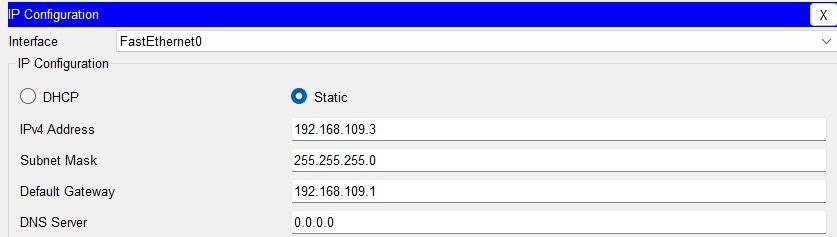 IP Configuration X
Interface FastEthernet0
IP Configuration
DHCP Static
IPv4 Address 192.168.109.3
Subnet Mask 255.255.255.0
Default Gateway 192.168.109.1
DNS Server 0.0.0.0